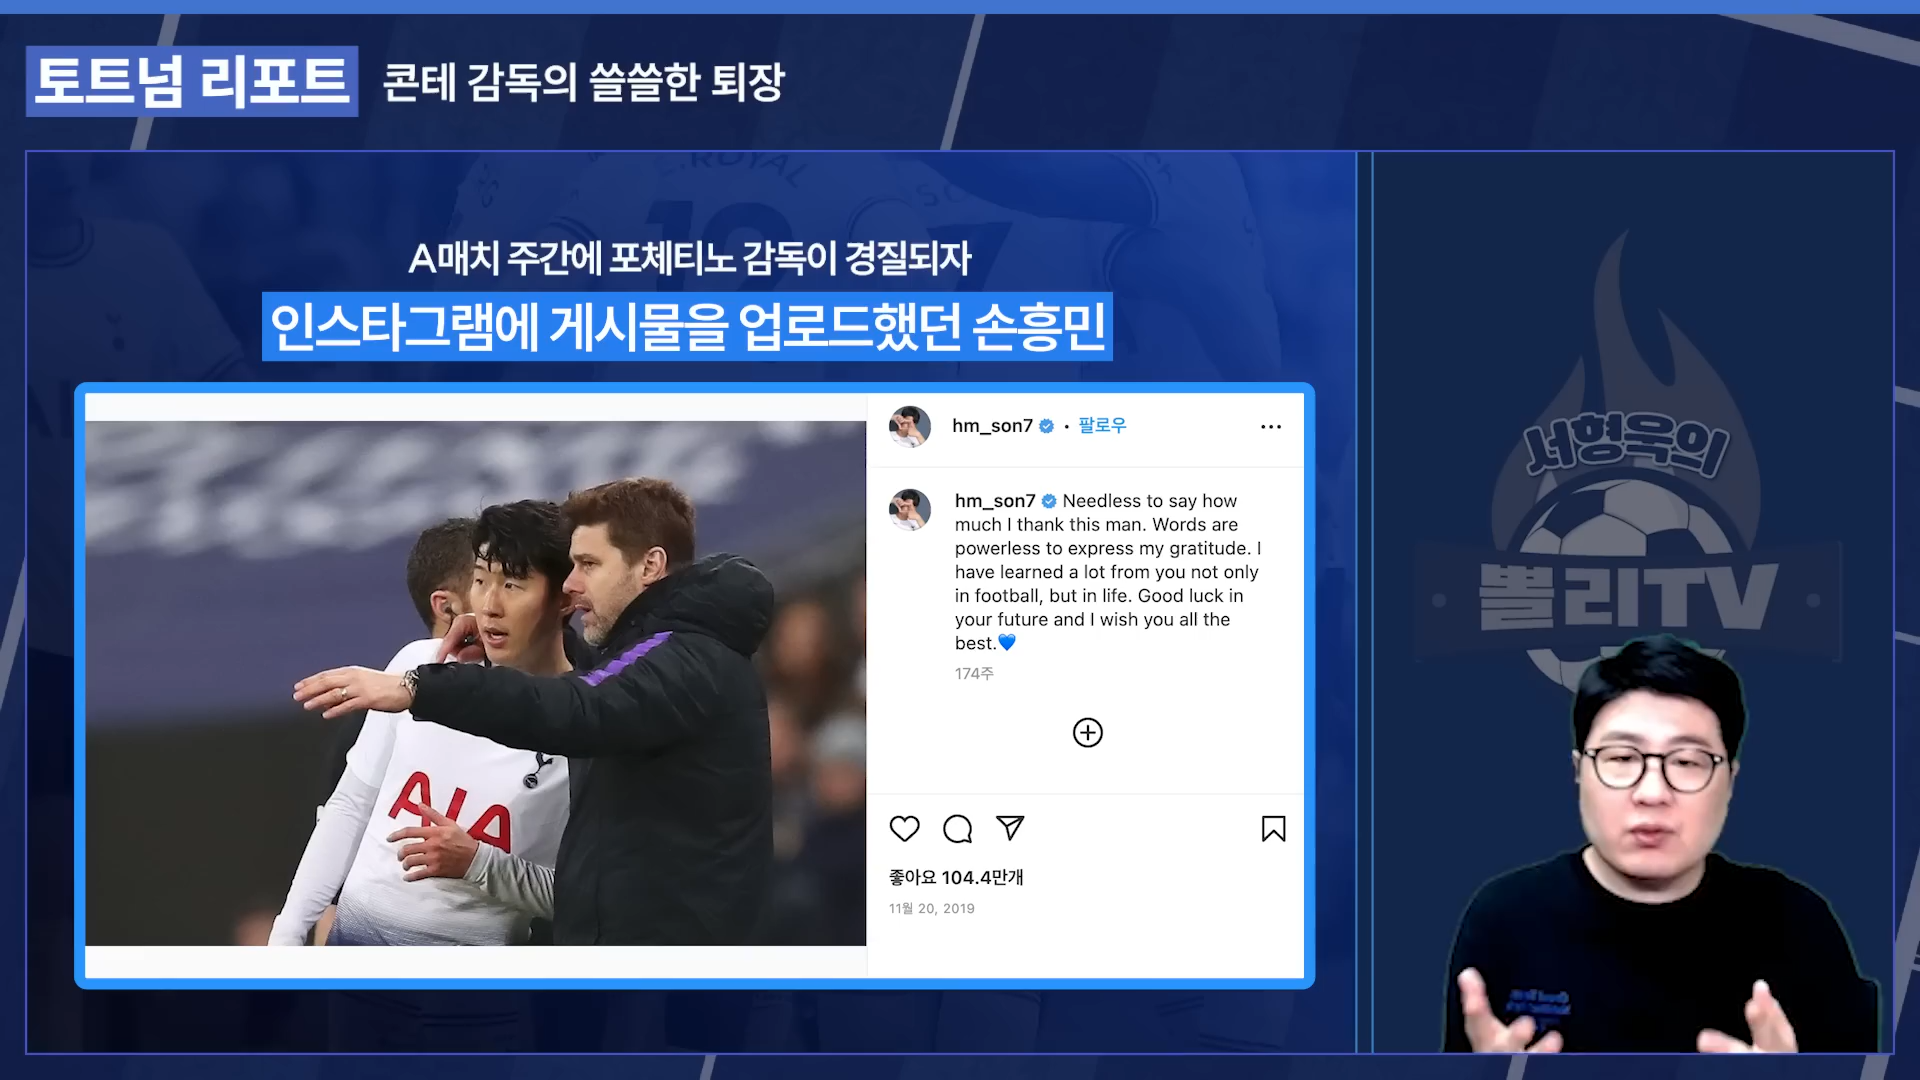 토트넘 리포트
콘테 감독의 쓸쓸한 퇴장
A매치 주간에 포체티노 감독이 경질되자
인스타그램에 게시물을 업로드했던 손흥민
hm_son7 • 팔로우
hm_son7 Needless to say how
much I thank this man. Words are
powerless to express my gratitude. I
have learned a lot from you not only
in football, but in life. Good luck in
your future and I wish you all the
best.💙
174주
좋아요 104.4만개
11월 20, 2019
AIA
서형욱의
뽈리TV
ROYAL
12